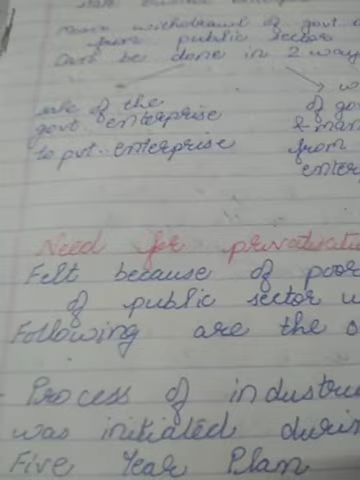 means withdrawal of govt
from public sector
Can be done in 2 way
sale of the
govt. enterprise
to pvt. enterprise
w
of go
& man
from
enter
Need for privatisati
Felt because of poor
of public sector w
Following are the o
Process of industri
was initiated durin
Five Year Plan